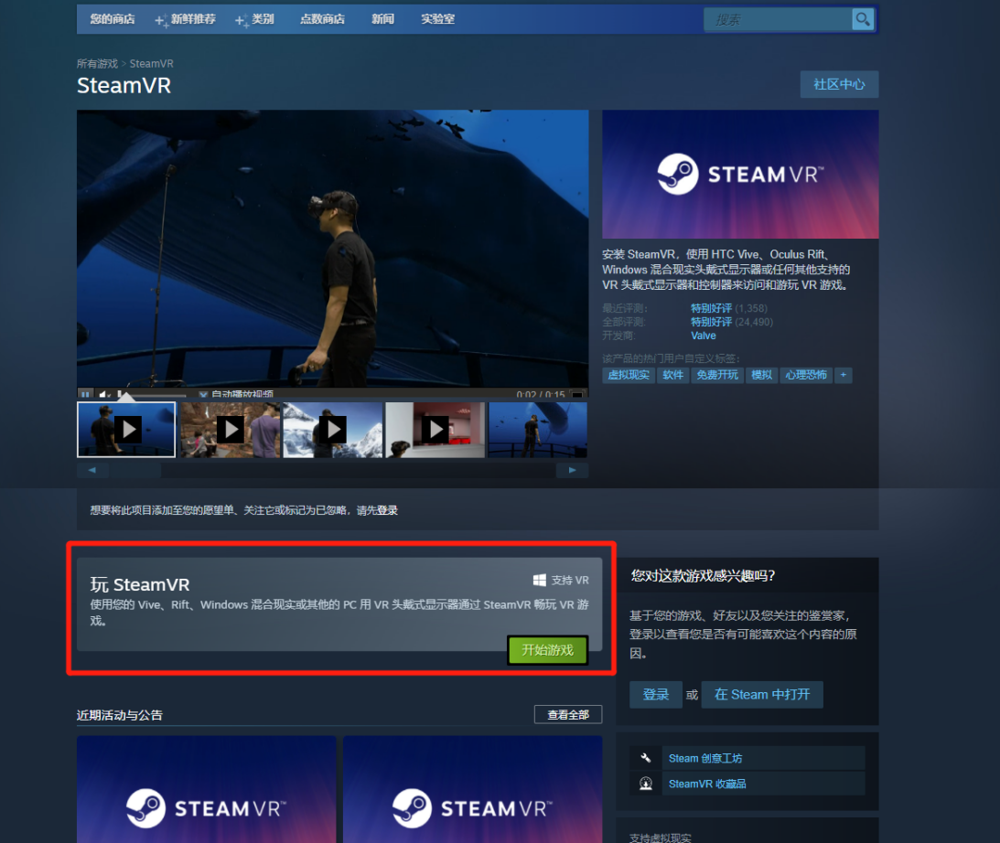 您的商店 新鲜推荐 类别 点数商店 新闻 实验室 搜索
所有游戏 > SteamVR
SteamVR
社区中心
STEAMVR™
安装 SteamVR，使用 HTC Vive、Oculus Rift、
Windows 混合现实头戴式显示器或任何其他支持的
VR 头戴式显示器和控制器来访问和游玩 VR 游戏。
最近评测: 特别好评 (1,358)
全部评测: 特别好评 (24,490)
开发商: Valve
该产品的热门用户自定义标签:
虚拟现实 软件 免费开玩 模拟 心理恐怖 +
自动播放视频 0:02 / 0:15
想要将此项目添加至您的愿望单、关注它或标记为已忽略，请先登录
玩 SteamVR
支持 VR
使用您的 Vive、Rift、Windows 混合现实或其他的 PC 用 VR 头戴式显示器通过 SteamVR 畅玩 VR 游
戏。
开始游戏
您对这款游戏感兴趣吗?
基于您的游戏、好友以及您关注的鉴赏家，
登录以查看您是否有可能喜欢这个内容的原
因。
登录 或 在 Steam 中打开
近期活动与公告 查看全部
STEAMVR™
STEAMVR™
Steam 创意工坊
SteamVR 收藏品
支持虚拟现实